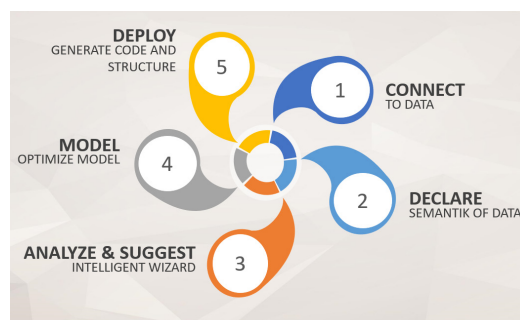 1
CONNECT
TO DATA
2
DECLARE
SEMANTIK OF DATA
3
ANALYZE & SUGGEST
INTELLIGENT WIZARD
4
MODEL
OPTIMIZE MODEL
5
DEPLOY
GENERATE CODE AND
STRUCTURE